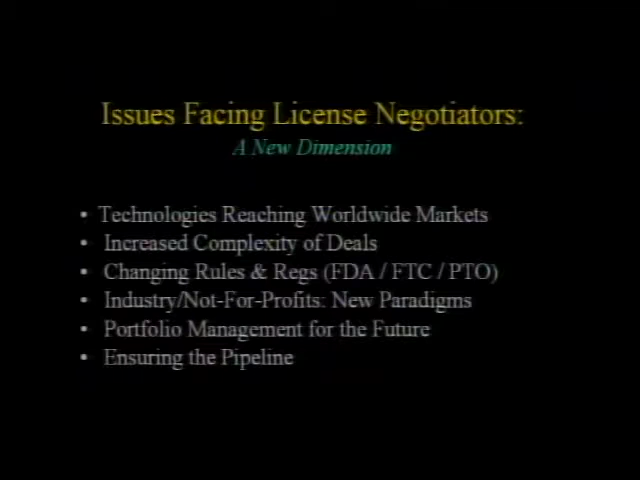 Issues Facing License Negotiators:
A New Dimension
• Technologies Reaching Worldwide Markets
• Increased Complexity of Deals
• Changing Rules & Regs (FDA / FTC / PTO)
• Industry/Not-For-Profits: New Paradigms
• Portfolio Management for the Future
• Ensuring the Pipeline